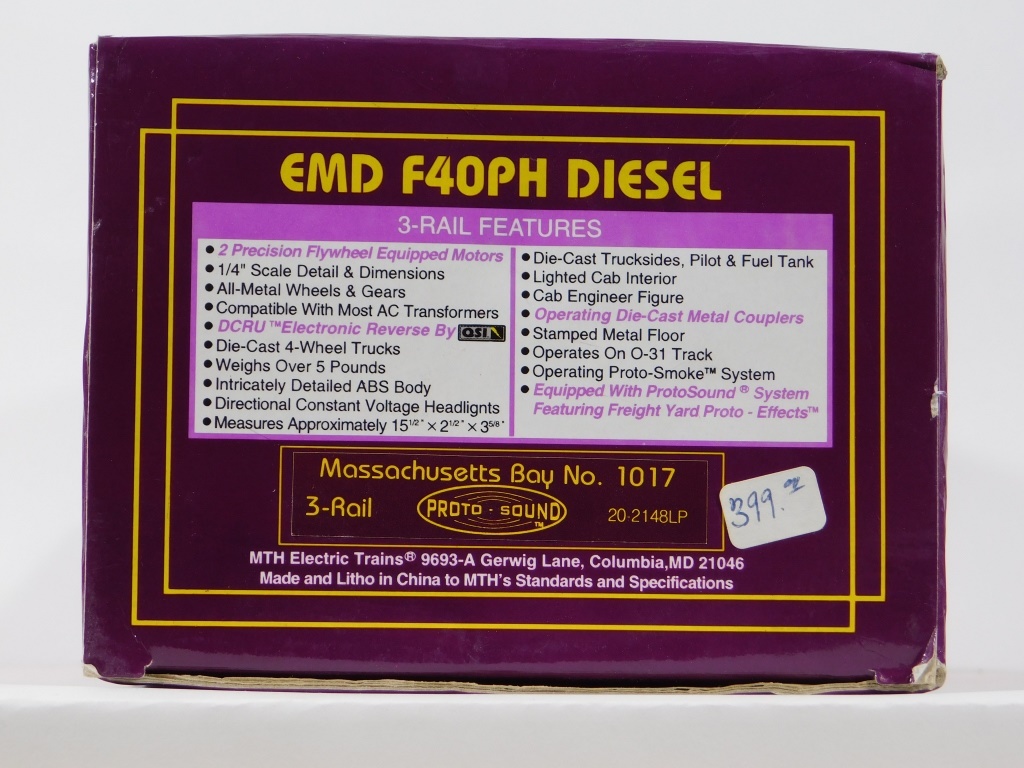 EMD F40PH DIESEL
3-RAIL FEATURES
• 2 Precision Flywheel Equipped Motors
• 1/4" Scale Detail & Dimensions
• All-Metal Wheels & Gears
• Compatible With Most AC Transformers
• DCRU ™Electronic Reverse By QSI
• Die-Cast 4-Wheel Trucks
• Weighs Over 5 Pounds
• Intricately Detailed ABS Body
• Directional Constant Voltage Headlignts
• Measures Approximately 15 1/2" × 2 1/2" × 3 5/8"
• Die-Cast Trucksides, Pilot & Fuel Tank
• Lighted Cab Interior
• Cab Engineer Figure
• Operating Die-Cast Metal Couplers
• Stamped Metal Floor
• Operates On O-31 Track
• Operating Proto-Smoke™ System
• Equipped With ProtoSound ® System
Featuring Freight Yard Proto - Effects™
Massachusetts Bay No. 1017
3-Rail
PROTO - SOUND ™
20-2148LP
399.
MTH Electric Trains® 9693-A Gerwig Lane, Columbia,MD 21046
Made and Litho in China to MTH's Standards and Specifications